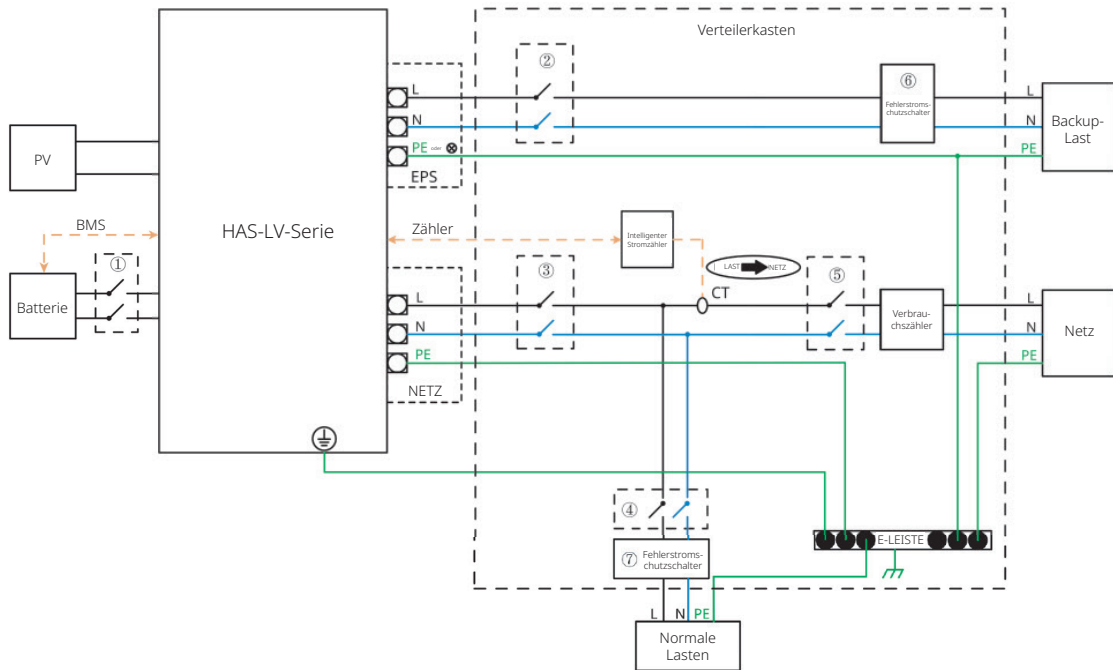 Verteilerkasten
②
⑥
Fehlerstroms-
chutzschalter
L
N
PE oder
EPS
L
N
PE
Backup-
Last
PV
HAS-LV-Serie
BMS
Zähler
Intelligenter
Stromzähler
LAST NETZ
CT
①
Batterie
③
⑤
L
N
PE
NETZ
Verbrau-
chszähler
L
N
PE
Netz
④
⑦ Fehlerstroms-
chutzschalter
E-LEISTE
L N PE
Normale
Lasten